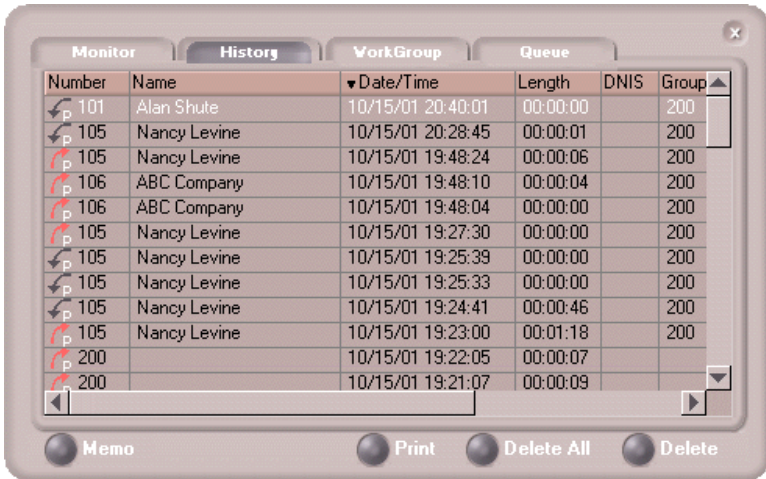 Monitor History WorkGroup Queue
Number Name Date/Time Length DNIS Group
P 101 Alan Shute 10/15/01 20:40:01 00:00:00 200
P 105 Nancy Levine 10/15/01 20:28:45 00:00:01 200
P 105 Nancy Levine 10/15/01 19:48:24 00:00:06 200
P 106 ABC Company 10/15/01 19:48:10 00:00:04 200
P 106 ABC Company 10/15/01 19:48:04 00:00:00 200
P 105 Nancy Levine 10/15/01 19:27:30 00:00:00 200
P 105 Nancy Levine 10/15/01 19:25:39 00:00:00 200
P 105 Nancy Levine 10/15/01 19:25:33 00:00:00 200
P 105 Nancy Levine 10/15/01 19:24:41 00:00:46 200
P 105 Nancy Levine 10/15/01 19:23:00 00:01:18 200
P 200 10/15/01 19:22:05 00:00:07
P 200 10/15/01 19:21:07 00:00:09
Memo Print Delete All Delete